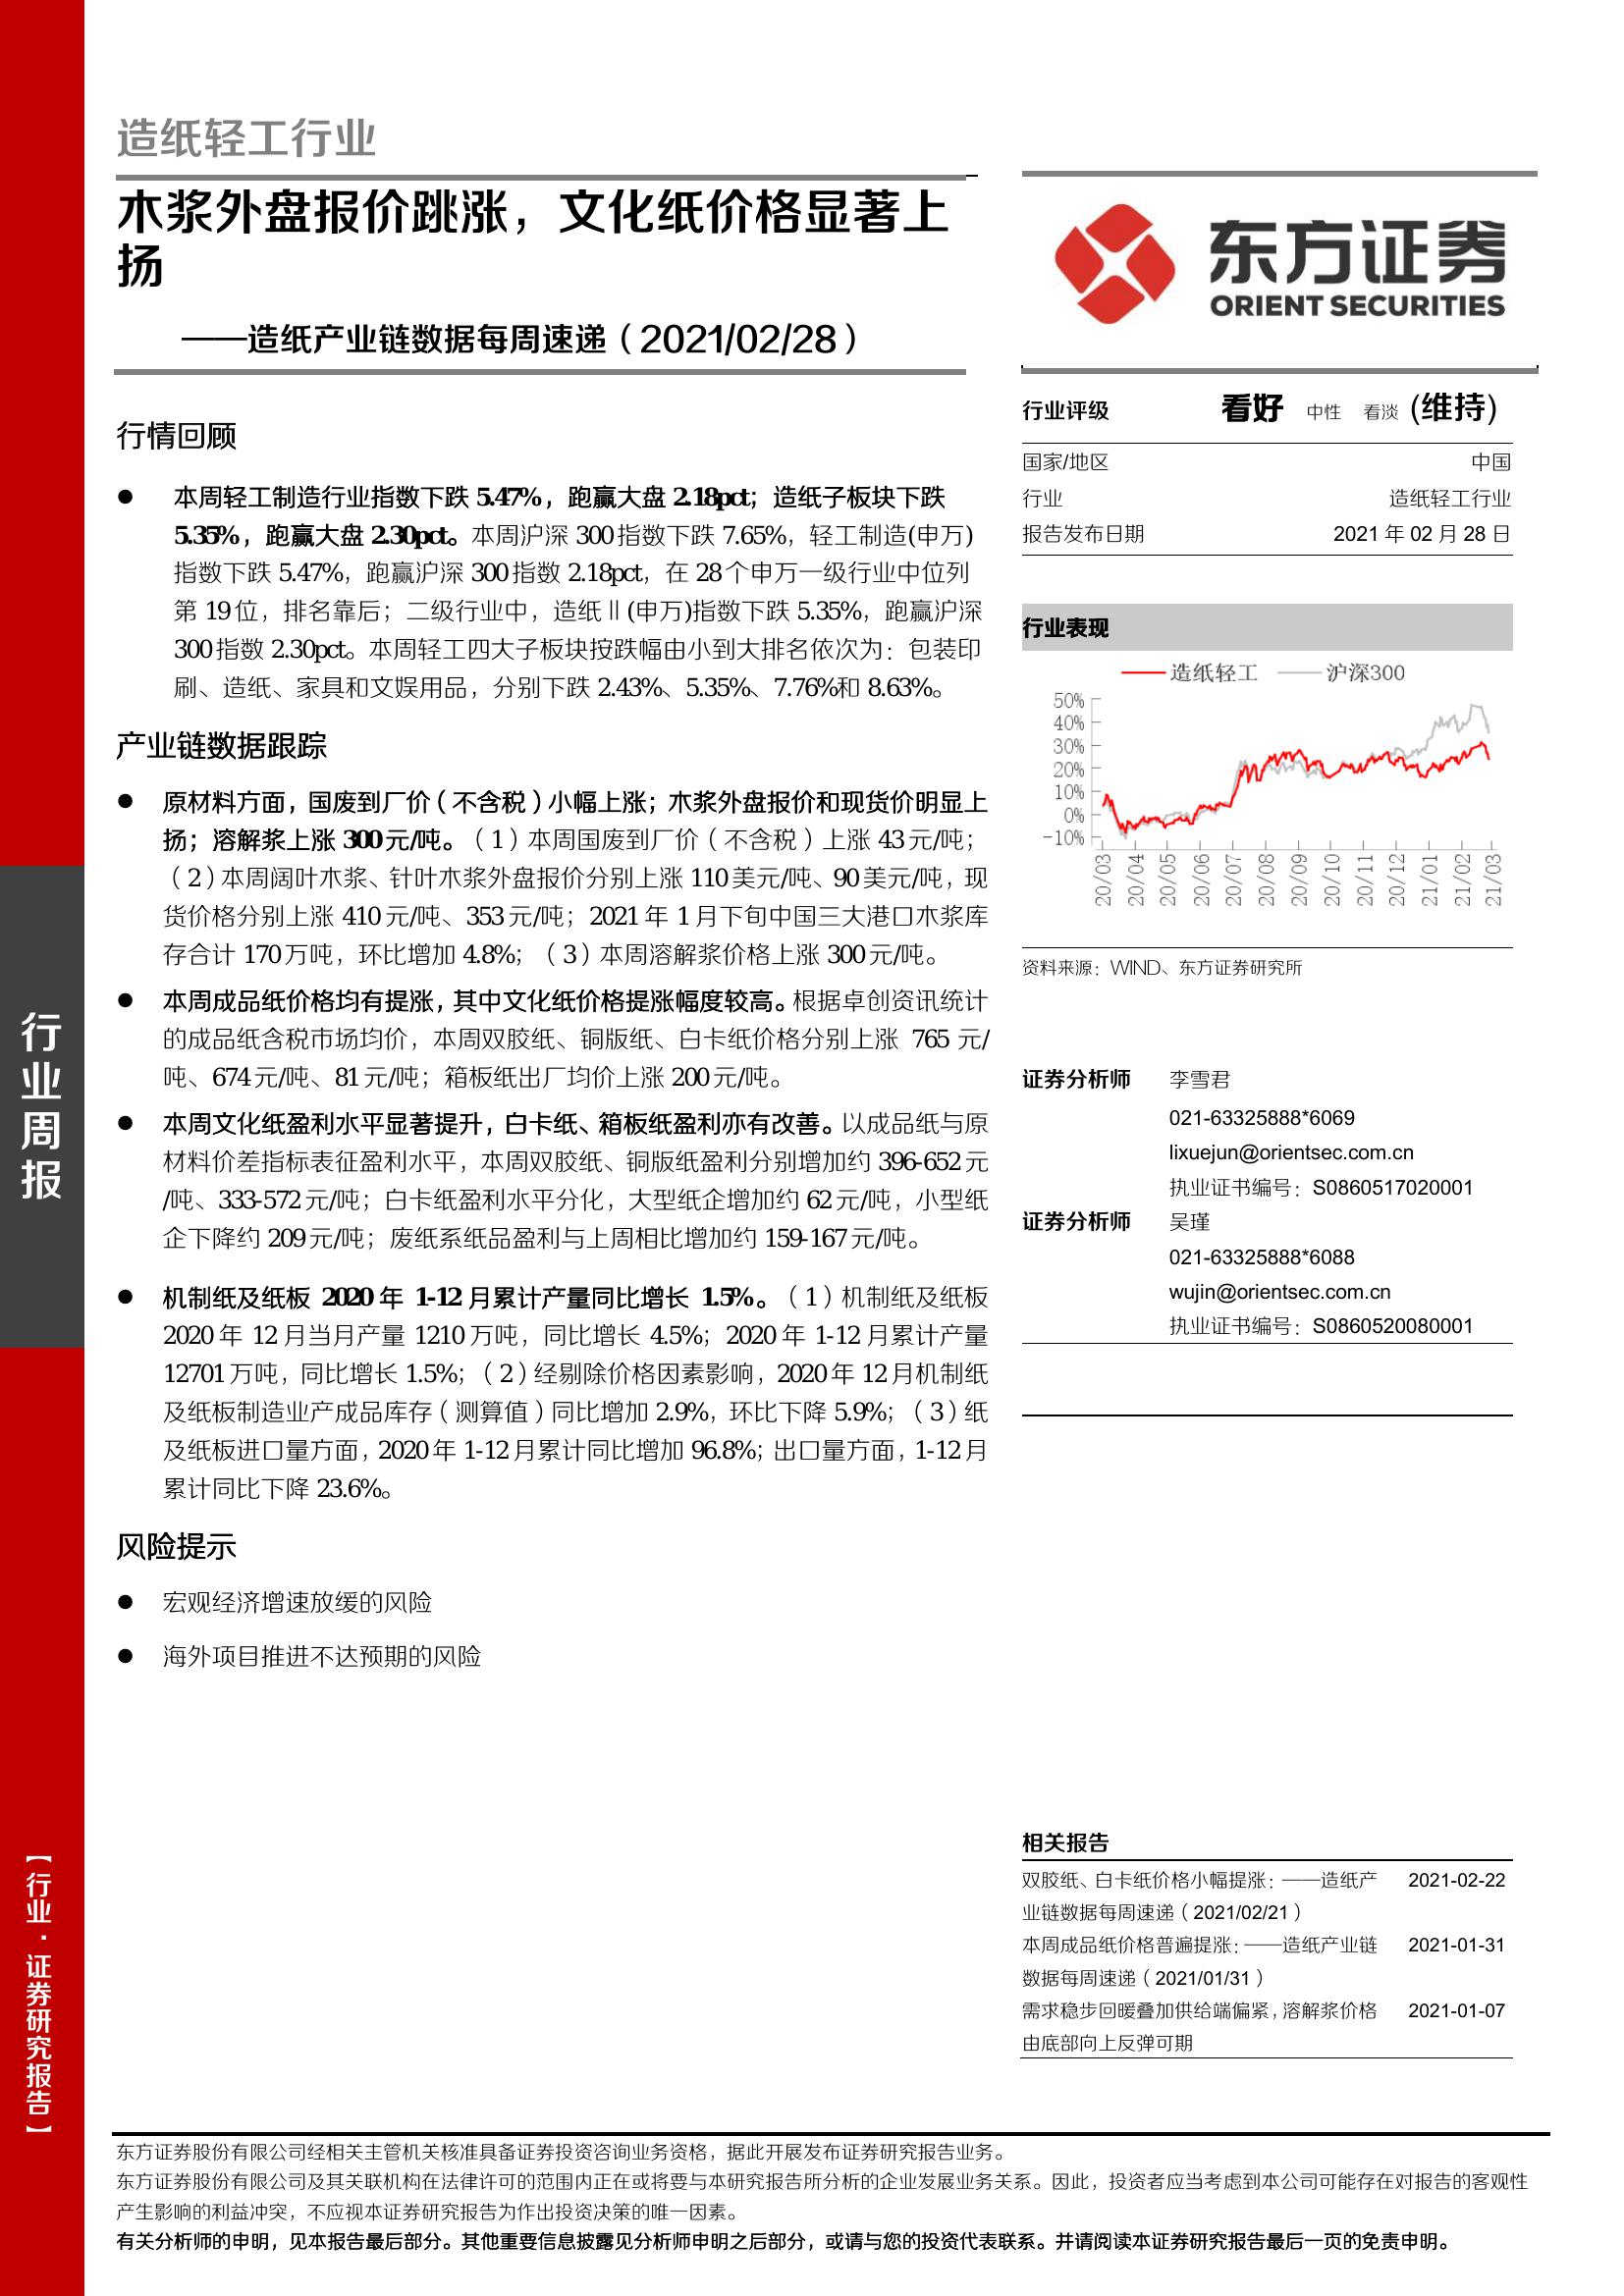 造纸轻工行业
木浆外盘报价跳涨，文化纸价格显著上
扬
——造纸产业链数据每周速递（2021/02/28）
行情回顾
● 本周轻工制造行业指数下跌 5.47%，跑赢大盘 2.18pct；造纸子板块下跌
5.35%，跑赢大盘 2.30pct。本周沪深 300 指数下跌 7.65%，轻工制造(申万)
指数下跌 5.47%，跑赢沪深 300 指数 2.18pct，在 28 个申万一级行业中位列
第 19 位，排名靠后；二级行业中，造纸Ⅱ(申万)指数下跌 5.35%，跑赢沪深
300 指数 2.30pct。本周轻工四大子板块按跌幅由小到大排名依次为：包装印
刷、造纸、家具和文娱用品，分别下跌 2.43%、5.35%、7.76%和 8.63%。
产业链数据跟踪
● 原材料方面，国废到厂价（不含税）小幅上涨；木浆外盘报价和现货价明显上
扬；溶解浆上涨 300 元/吨。（1）本周国废到厂价（不含税）上涨 43 元/吨；
（2）本周阔叶木浆、针叶木浆外盘报价分别上涨 110 美元/吨、90 美元/吨，现
货价格分别上涨 410 元/吨、353 元/吨；2021 年 1 月下旬中国三大港口木浆库
存合计 170 万吨，环比增加 4.8%；（3）本周溶解浆价格上涨 300 元/吨。
● 本周成品纸价格均有提涨，其中文化纸价格提涨幅度较高。根据卓创资讯统计
的成品纸含税市场均价，本周双胶纸、铜版纸、白卡纸价格分别上涨 765 元/
吨、674 元/吨、81 元/吨；箱板纸出厂均价上涨 200 元/吨。
● 本周文化纸盈利水平显著提升，白卡纸、箱板纸盈利亦有改善。以成品纸与原
材料价差指标表征盈利水平，本周双胶纸、铜版纸盈利分别增加约 396-652 元
/吨、333-572 元/吨；白卡纸盈利水平分化，大型纸企增加约 62 元/吨，小型纸
企下降约 209 元/吨；废纸系纸品盈利与上周相比增加约 159-167 元/吨。
● 机制纸及纸板 2020 年 1-12 月累计产量同比增长 1.5%。（1）机制纸及纸板
2020 年 12 月当月产量 1210 万吨，同比增长 4.5%；2020 年 1-12 月累计产量
12701 万吨，同比增长 1.5%；（2）经剔除价格因素影响，2020 年 12 月机制纸
及纸板制造业产成品库存（测算值）同比增加 2.9%，环比下降 5.9%；（3）纸
及纸板进口量方面，2020 年 1-12 月累计同比增加 96.8%；出口量方面，1-12 月
累计同比下降 23.6%。
风险提示
● 宏观经济增速放缓的风险
● 海外项目推进不达预期的风险
东方证券
ORIENT SECURITIES
行业评级 看好 中性 看淡 (维持)
国家/地区 中国
行业 造纸轻工行业
报告发布日期 2021 年 02 月 28 日
行业表现
造纸轻工 沪深300
50%
40%
30%
20%
10%
0%
-10%
20/03 20/04 20/05 20/06 20/07 20/08 20/09 20/10 20/11 20/12 21/01 21/02 21/03
资料来源：WIND、东方证券研究所
证券分析师 李雪君
021-63325888*6069
lixuejun@orientsec.com.cn
执业证书编号：S0860517020001
证券分析师 吴瑾
021-63325888*6088
wujin@orientsec.com.cn
执业证书编号：S0860520080001
相关报告
双胶纸、白卡纸价格小幅提涨：——造纸产 2021-02-22
业链数据每周速递（2021/02/21）
本周成品纸价格普遍提涨：——造纸产业链 2021-01-31
数据每周速递（2021/01/31）
需求稳步回暖叠加供给端偏紧，溶解浆价格 2021-01-07
由底部向上反弹可期
行业周报
【行业·证券研究报告】
东方证券股份有限公司经相关主管机关核准具备证券投资咨询业务资格，据此开展发布证券研究报告业务。
东方证券股份有限公司及其关联机构在法律许可的范围内正在或将要与本研究报告所分析的企业发展业务关系。因此，投资者应当考虑到本公司可能存在对报告的客观性
产生影响的利益冲突，不应视本证券研究报告为作出投资决策的唯一因素。
有关分析师的申明，见本报告最后部分。其他重要信息披露见分析师申明之后部分，或请与您的投资代表联系。并请阅读本证券研究报告最后一页的免责申明。